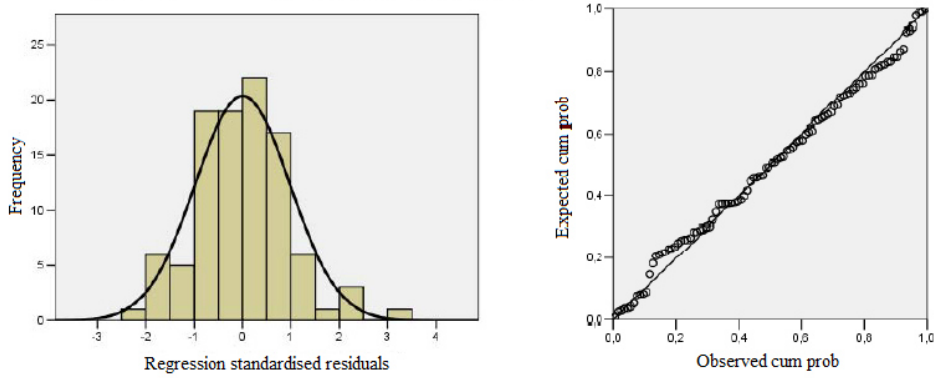 25
20
15
10
5
0
Frequency
-3 -2 -1 0 1 2 3 4
Regression standardised residuals
1,0
0,8
0,6
0,4
0,2
0,0
Expected cum prob
0,0 0,2 0,4 0,6 0,8 1,0
Observed cum prob